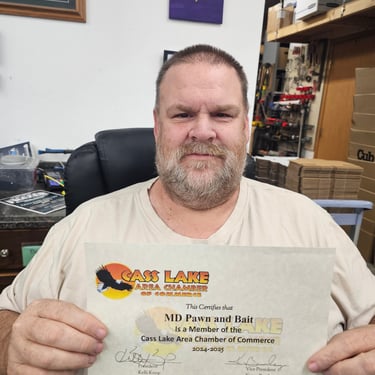 CASS LAKE
AREA CHAMBER
OF COMMERCE
This Certifies that
MD Pawn and Bait
Is a Member of the
Cass Lake Area Chamber of Commerce
2024-2025
President
Vice President
Cub